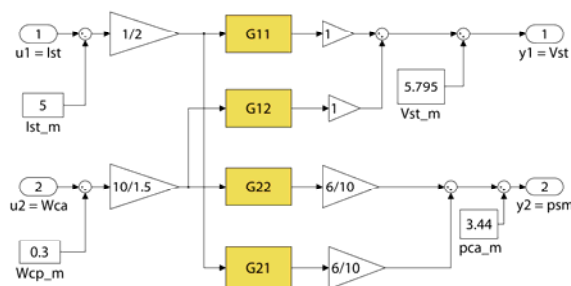 1
1/2
G11
1
1
u1 = Ist
y1 = Vst
5
5.795
Ist_m
G12
1
Vst_m
2
10/1.5
G22
6/10
2
u2 = Wca
y2 = psm
0.3
3.44
Wcp_m
G21
6/10
pca_m